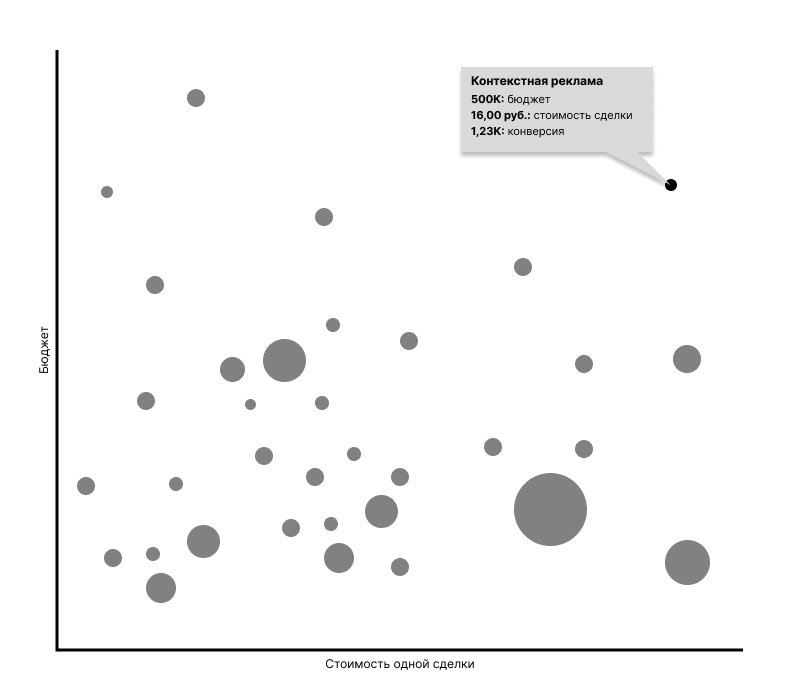 Контекстная реклама
500К: бюджет
16,00 руб.: стоимость сделки
1,23К: конверсия
Бюджет
Стоимость одной сделки